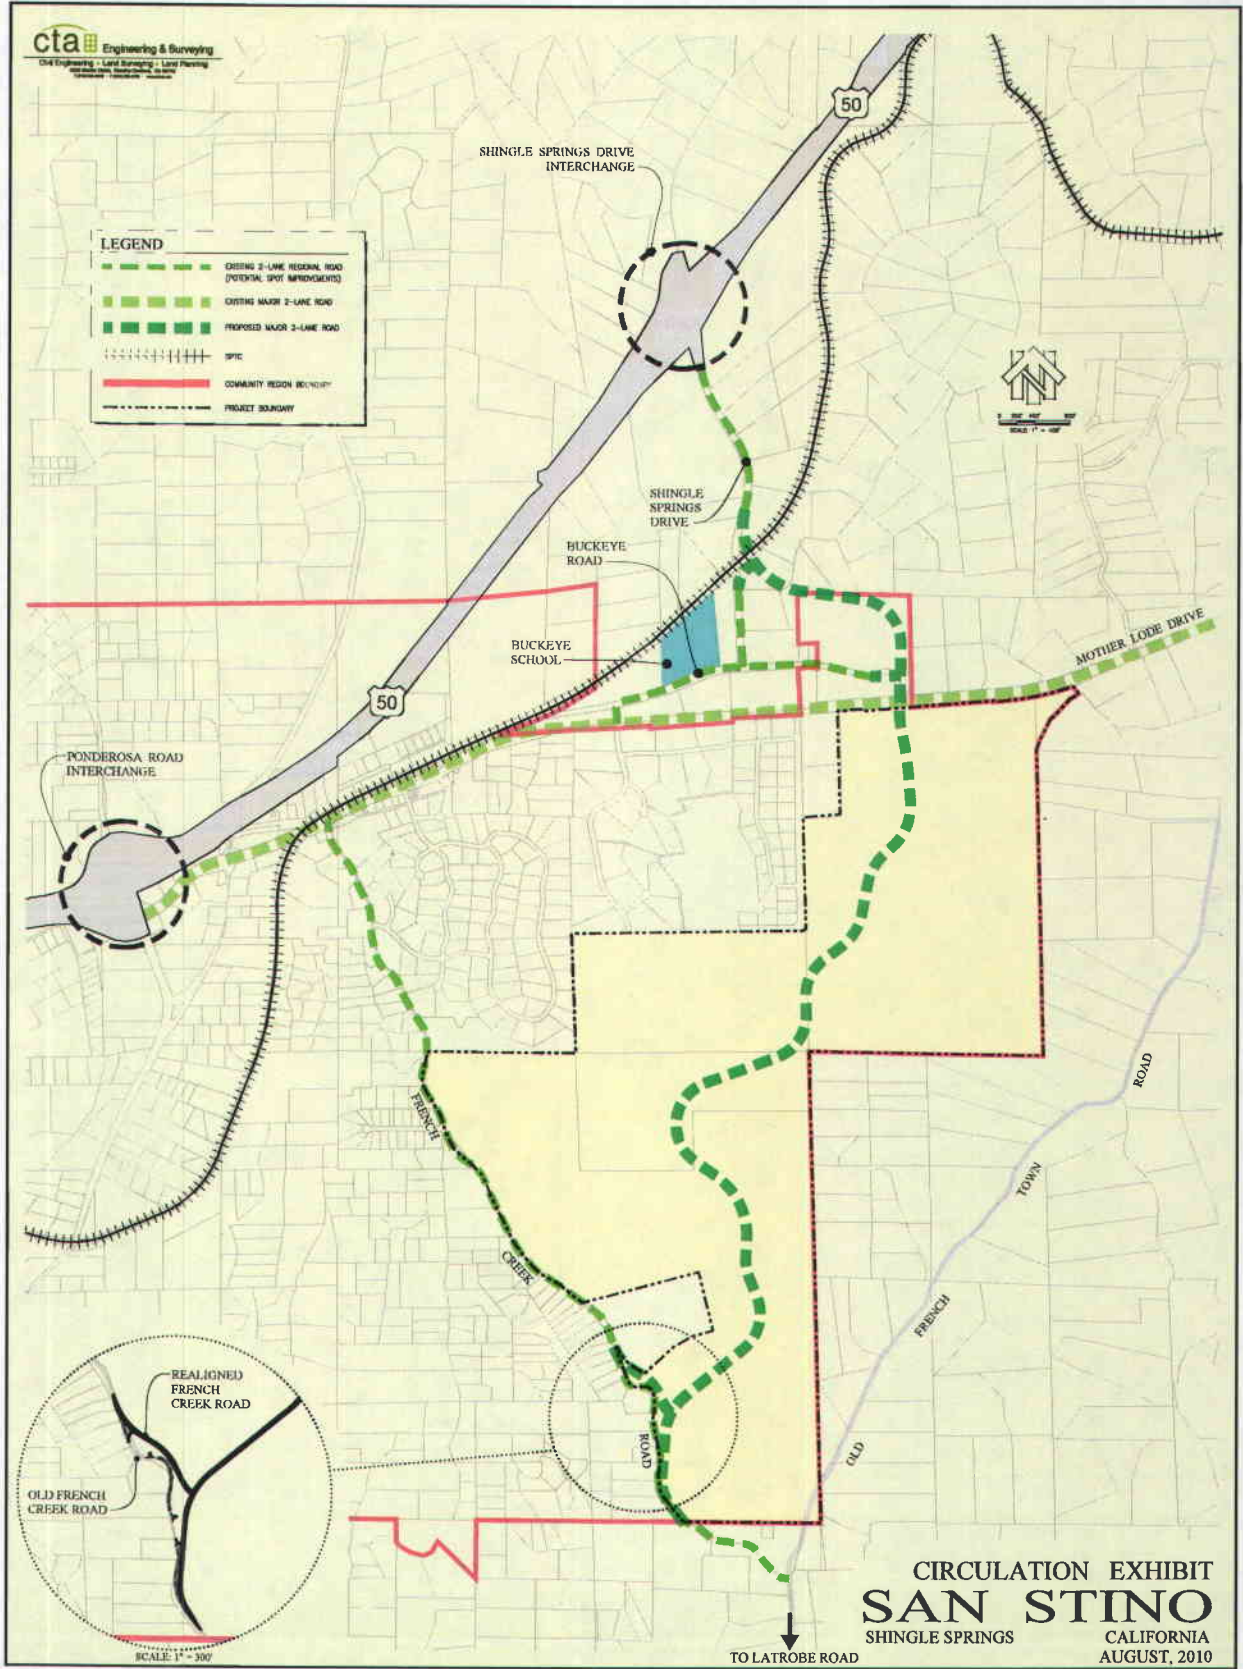 cta Engineering & Surveying
Civil Engineering - Land Surveying - Land Planning
50
SHINGLE SPRINGS DRIVE
INTERCHANGE
LEGEND
EXISTING 2-LANE REGIONAL ROAD
(POTENTIAL SPOT IMPROVEMENTS)
EXISTING MAJOR 2-LANE ROAD
PROPOSED MAJOR 2-LANE ROAD
SPTC
COMMUNITY REGION BOUNDARY
PROJECT BOUNDARY
SHINGLE
SPRINGS
DRIVE
BUCKEYE
ROAD
BUCKEYE
SCHOOL
MOTHER LODE DRIVE
50
PONDEROSA ROAD
INTERCHANGE
FRENCH
CREEK
ROAD
ROAD
TOWN
FRENCH
OLD
REALIGNED
FRENCH
CREEK ROAD
OLD FRENCH
CREEK ROAD
SCALE: 1" = 300'
TO LATROBE ROAD
CIRCULATION EXHIBIT
SAN STINO
SHINGLE SPRINGS CALIFORNIA
AUGUST, 2010